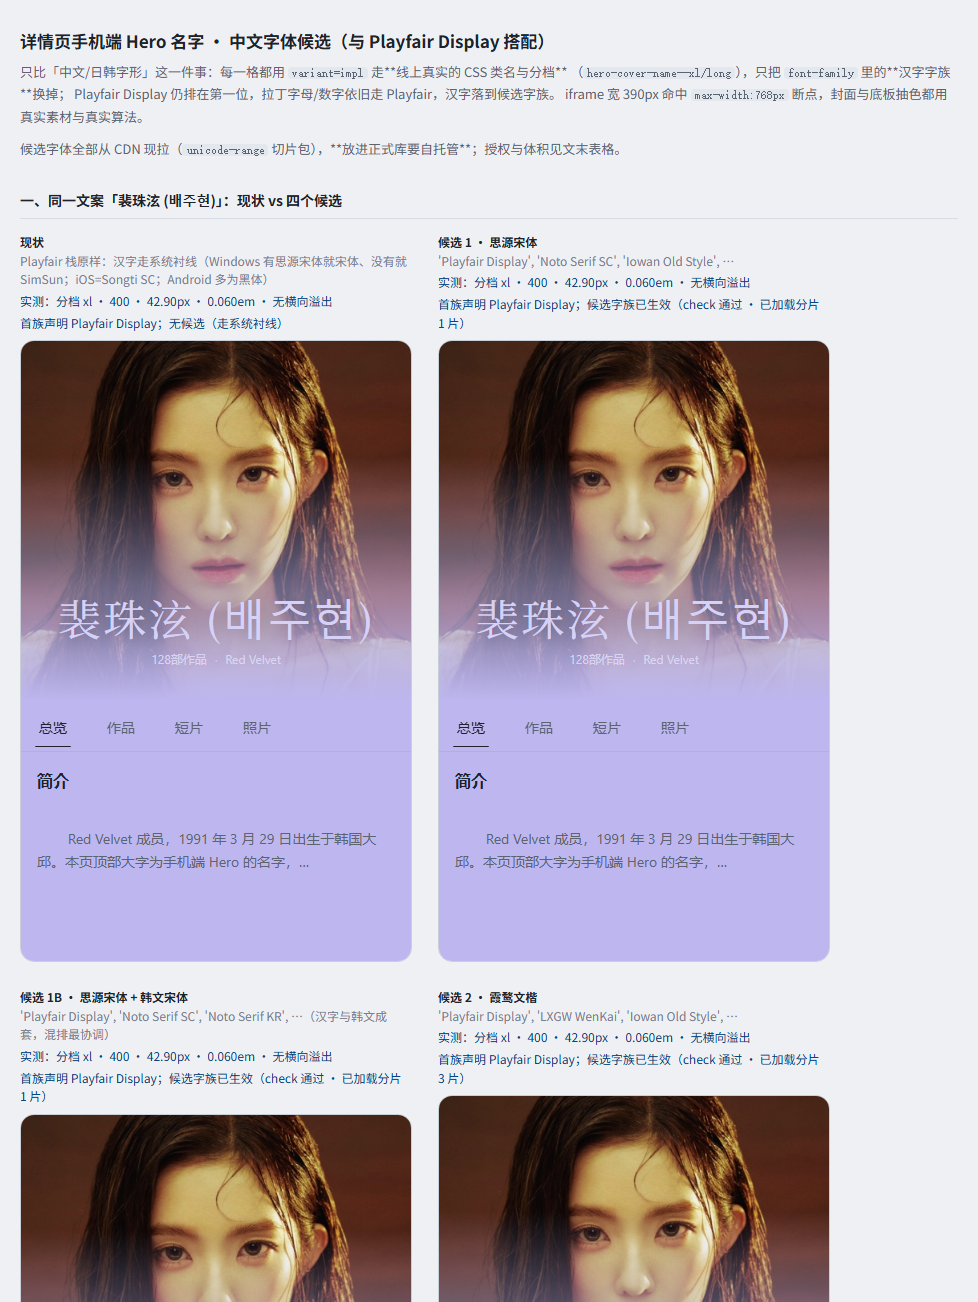 详情页手机端 Hero 名字 · 中文字体候选（与 Playfair Display 搭配）
只比「中文/日韩字形」这一件事：每一格都用 variant=impl 走**线上真实的 CSS 类名与分档** （hero-cover-name--xl/long），只把 font-family 里的**汉字字族
**换掉； Playfair Display 仍排在第一位，拉丁字母/数字依旧走 Playfair，汉字落到候选字族。 iframe 宽 390px 命中 max-width:768px 断点，封面与底板抽色都用
真实素材与真实算法。
候选字体全部从 CDN 现拉（unicode-range 切片包），**放进正式库要自托管**；授权与体积见文末表格。
一、同一文案「裴珠泫 (배주현)」：现状 vs 四个候选
现状
Playfair 栈原样：汉字走系统衬线（Windows 有思源宋体就宋体、没有就
SimSun；iOS=Songti SC；Android 多为黑体）
实测：分档 xl · 400 · 42.90px · 0.060em · 无横向溢出
首族声明 Playfair Display；无候选（走系统衬线）
裴珠泫 (배주현)
128部作品 · Red Velvet
总览 作品 短片 照片
简介
Red Velvet 成员，1991 年 3 月 29 日出生于韩国大
邱。本页顶部大字为手机端 Hero 的名字，...
候选 1 · 思源宋体
'Playfair Display', 'Noto Serif SC', 'Iowan Old Style', …
实测：分档 xl · 400 · 42.90px · 0.060em · 无横向溢出
首族声明 Playfair Display；候选字族已生效（check 通过 · 已加载分片
1 片）
裴珠泫 (배주현)
128部作品 · Red Velvet
总览 作品 短片 照片
简介
Red Velvet 成员，1991 年 3 月 29 日出生于韩国大
邱。本页顶部大字为手机端 Hero 的名字，...
候选 1B · 思源宋体 + 韩文宋体
'Playfair Display', 'Noto Serif SC', 'Noto Serif KR', …（汉字与韩文成
套，混排最协调）
实测：分档 xl · 400 · 42.90px · 0.060em · 无横向溢出
首族声明 Playfair Display；候选字族已生效（check 通过 · 已加载分片
1 片）
候选 2 · 霞鹜文楷
'Playfair Display', 'LXGW WenKai', 'Iowan Old Style', …
实测：分档 xl · 400 · 42.90px · 0.060em · 无横向溢出
首族声明 Playfair Display；候选字族已生效（check 通过 · 已加载分片
3 片）